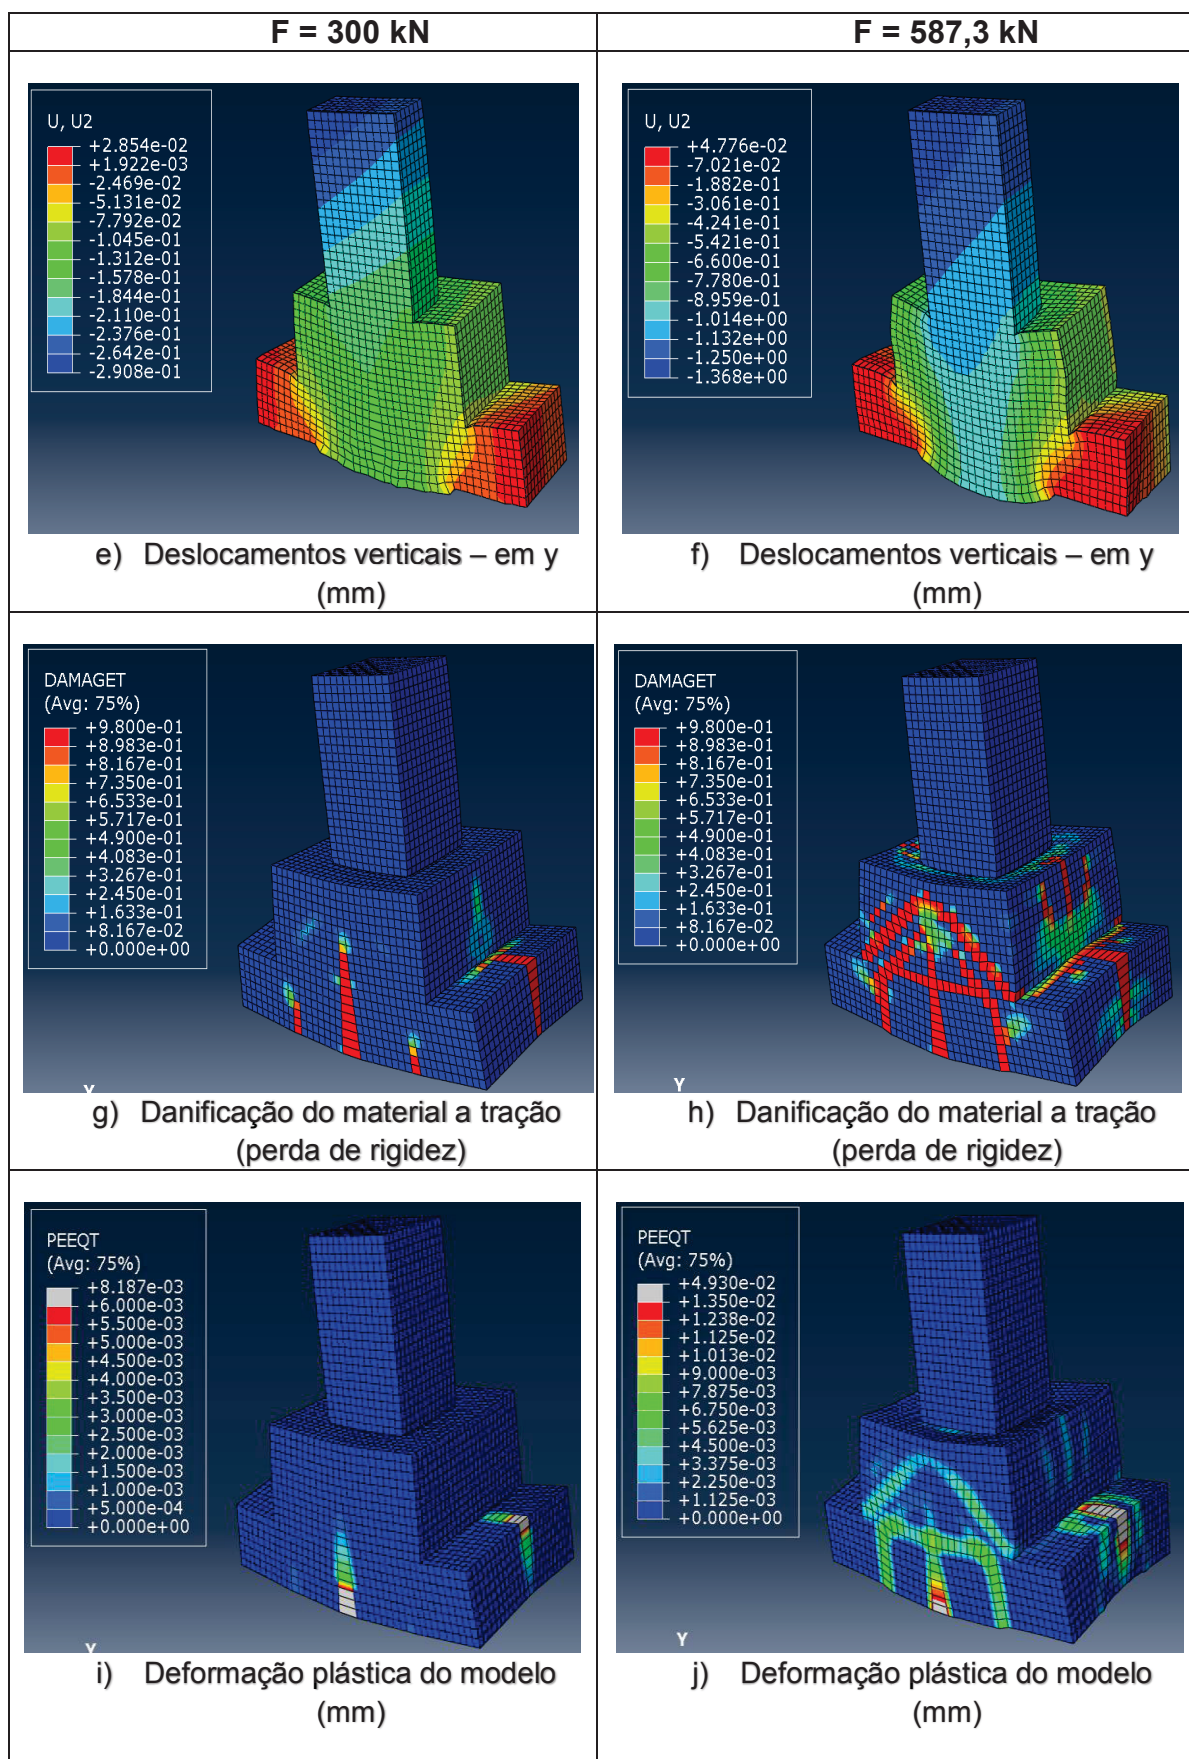 F = 300 kN
F = 587,3 kN
U, U2
+2.854e-02
+1.922e-03
-2.469e-02
-5.131e-02
-7.792e-02
-1.045e-01
-1.312e-01
-1.578e-01
-1.844e-01
-2.110e-01
-2.376e-01
-2.642e-01
-2.908e-01
e) Deslocamentos verticais – em y
(mm)
U, U2
+4.776e-02
-7.021e-02
-1.882e-01
-3.061e-01
-4.241e-01
-5.421e-01
-6.600e-01
-7.780e-01
-8.959e-01
-1.014e+00
-1.132e+00
-1.250e+00
-1.368e+00
f) Deslocamentos verticais – em y
(mm)
DAMAGET
(Avg: 75%)
+9.800e-01
+8.983e-01
+8.167e-01
+7.350e-01
+6.533e-01
+5.717e-01
+4.900e-01
+4.083e-01
+3.267e-01
+2.450e-01
+1.633e-01
+8.167e-02
+0.000e+00
Y
g) Danificação do material a tração
(perda de rigidez)
DAMAGET
(Avg: 75%)
+9.800e-01
+8.983e-01
+8.167e-01
+7.350e-01
+6.533e-01
+5.717e-01
+4.900e-01
+4.083e-01
+3.267e-01
+2.450e-01
+1.633e-01
+8.167e-02
+0.000e+00
Y
h) Danificação do material a tração
(perda de rigidez)
PEEQT
(Avg: 75%)
+8.187e-03
+6.000e-03
+5.500e-03
+5.000e-03
+4.500e-03
+4.000e-03
+3.500e-03
+3.000e-03
+2.500e-03
+2.000e-03
+1.500e-03
+1.000e-03
+5.000e-04
+0.000e+00
Y
i) Deformação plástica do modelo
(mm)
PEEQT
(Avg: 75%)
+4.930e-02
+1.350e-02
+1.238e-02
+1.125e-02
+1.013e-02
+9.000e-03
+7.875e-03
+6.750e-03
+5.625e-03
+4.500e-03
+3.375e-03
+2.250e-03
+1.125e-03
+0.000e+00
Y
j) Deformação plástica do modelo
(mm)